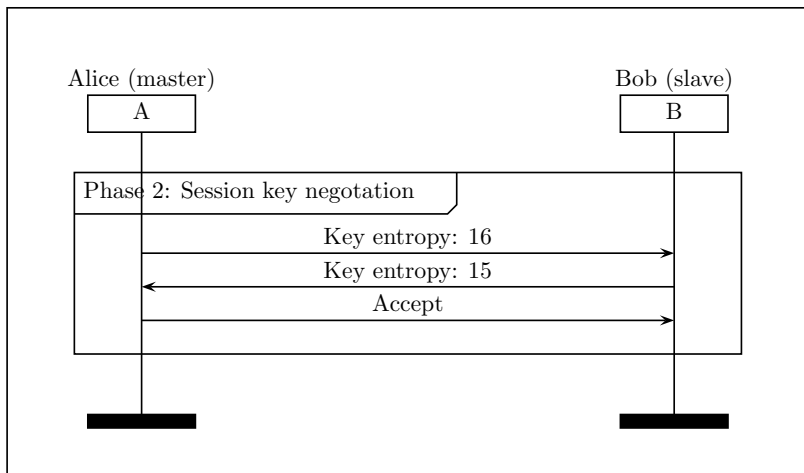 Alice (master)
Bob (slave)
A
B
Phase 2: Session key negotation
Key entropy: 16
Key entropy: 15
Accept